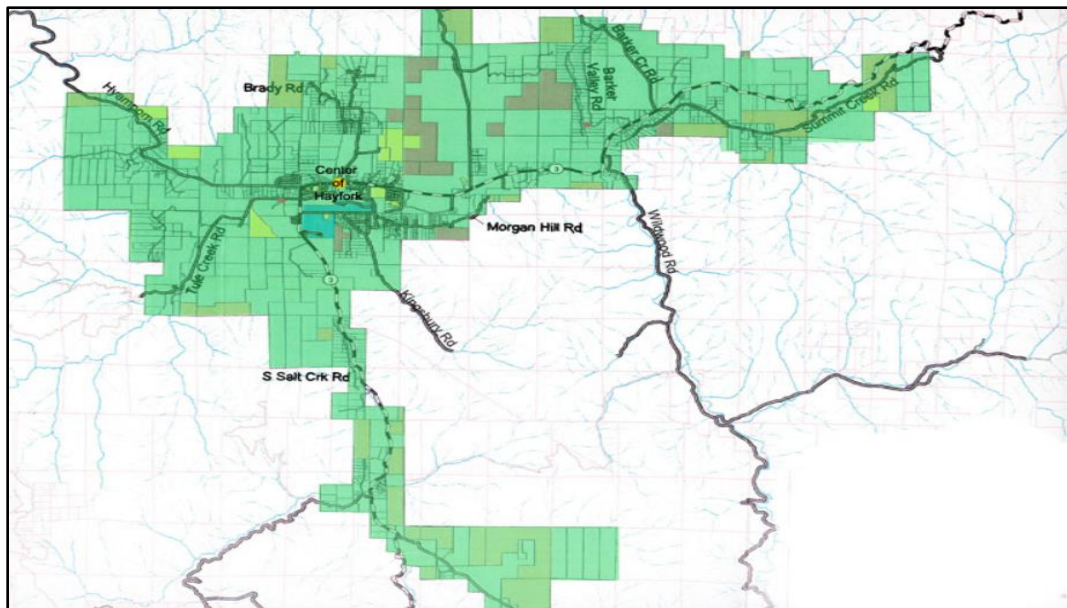 Barker Cr Rd
Barker
Valley Rd
Brady Rd
Hyampom Rd
Summit Creek Rd
Center
of
Hayfork
3
Morgan Hill Rd
Wildwood Rd
Tule Creek Rd
3
Kingsbury Rd
S Salt Crk Rd